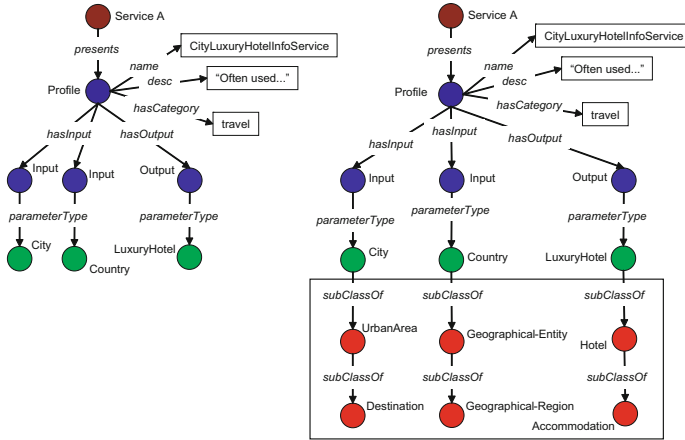 Service A
presents
name
CityLuxuryHotelInfoService
desc
"Often used..."
Profile
hasCategory
travel
hasInput
hasOutput
Input
Input
Output
parameterType
parameterType
City
Country
LuxuryHotel
Service A
presents
name
CityLuxuryHotelInfoService
desc
"Often used..."
Profile
hasCategory
travel
hasInput
hasInput
hasOutput
Input
Input
Output
parameterType
parameterType
parameterType
City
Country
LuxuryHotel
subClassOf
subClassOf
subClassOf
UrbanArea
Geographical-Entity
Hotel
subClassOf
subClassOf
subClassOf
Destination
Geographical-Region
Accommodation